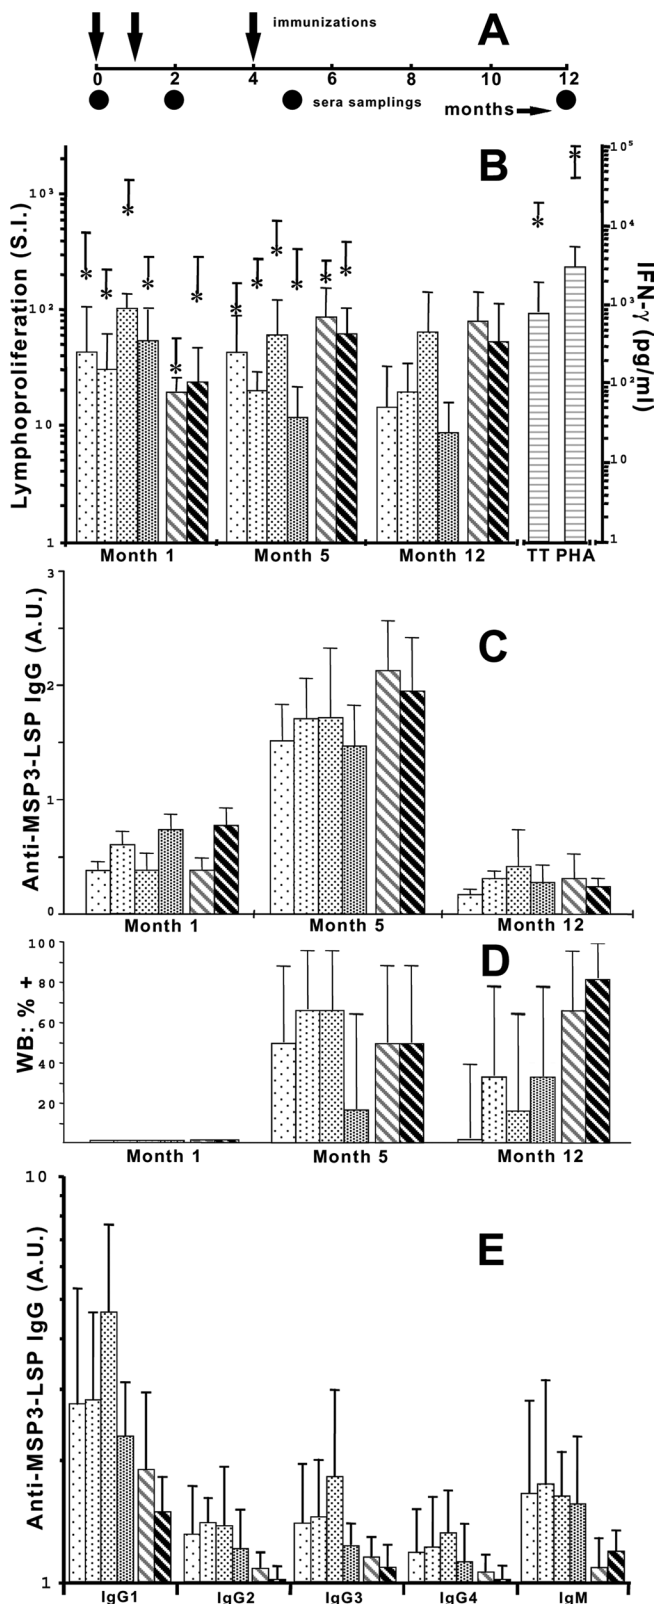 immunizations
A
0 2 4 6 8 10 12
sera samplings
months
B
Lymphoproliferation (S.I.)
10³
10²
10
1
* * * * * * * * * * * * * *
10⁵
10⁴
10³
10²
10
1
IFN-γ (pg/ml)
Month 1 Month 5 Month 12 TT PHA
C
Anti-MSP3-LSP IgG (A.U.)
3
2
1
0
Month 1 Month 5 Month 12
D
WB: % +
100
80
60
40
20
Month 1 Month 5 Month 12
E
Anti-MSP3-LSP IgG (A.U.)
10
1
IgG1 IgG2 IgG3 IgG4 IgM